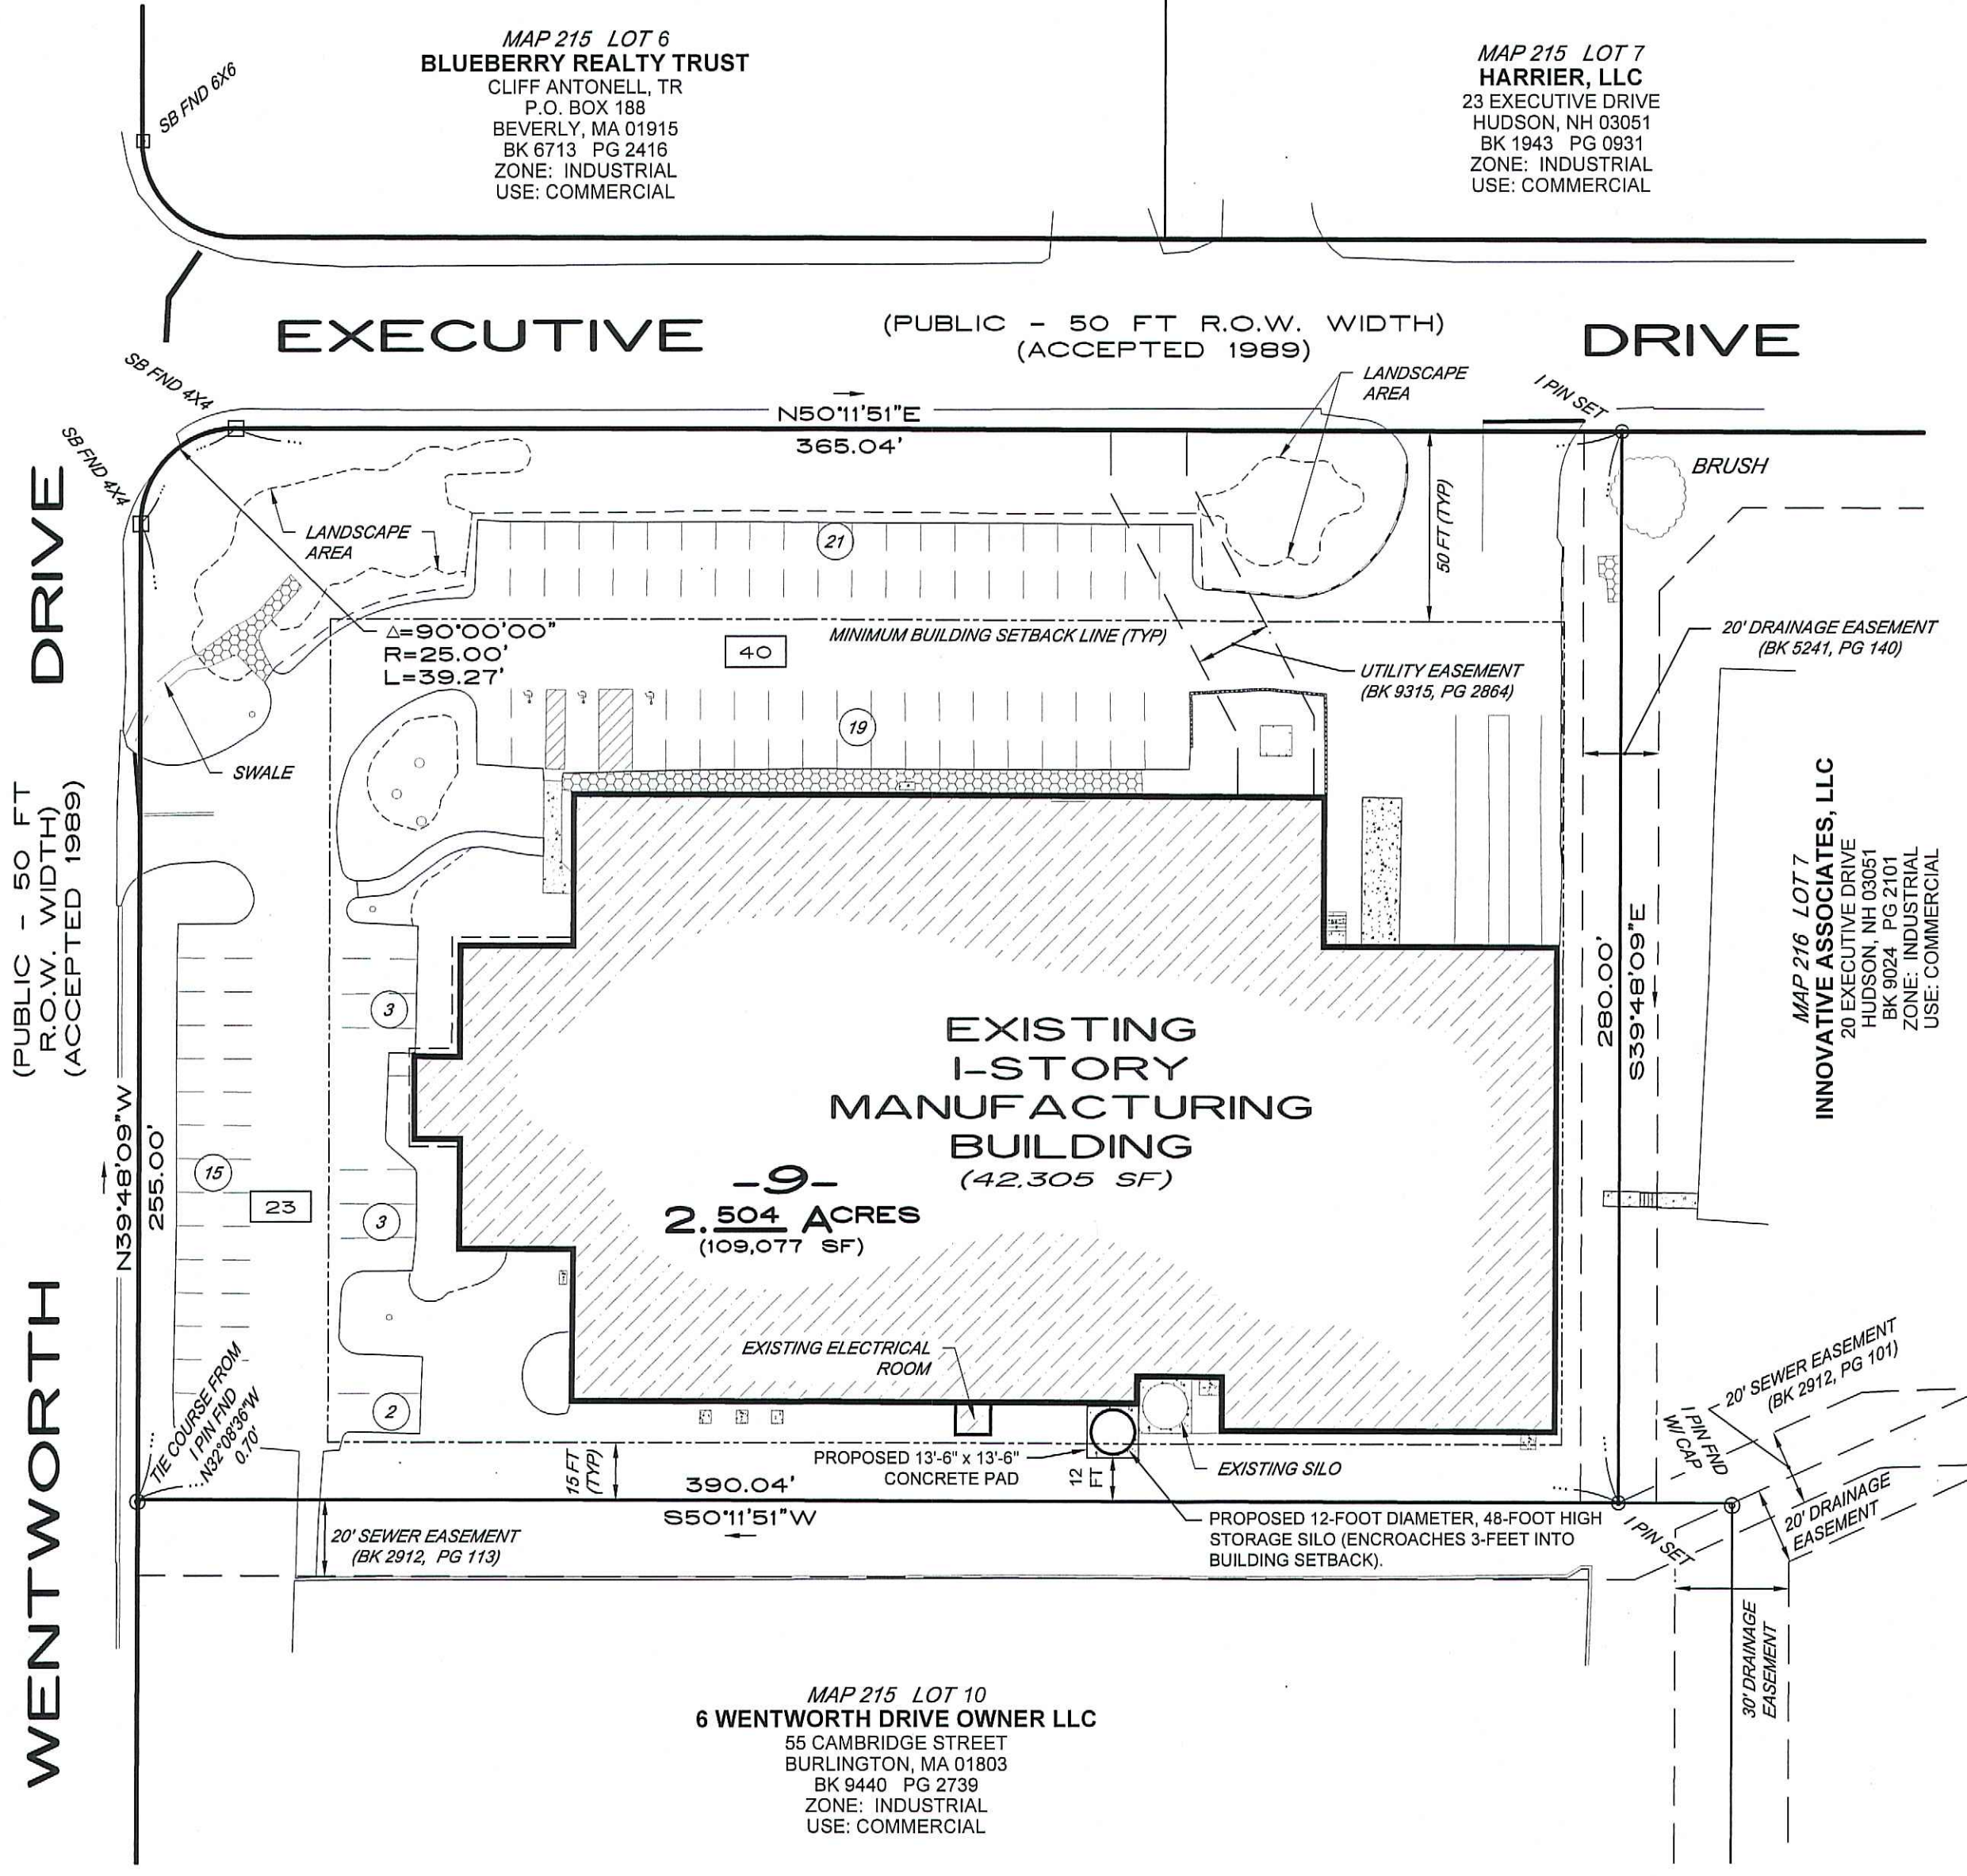 MAP 215 LOT 6
BLUEBERRY REALTY TRUST
CLIFF ANTONELL, TR
P.O. BOX 188
BEVERLY, MA 01915
BK 6713 PG 2416
ZONE: INDUSTRIAL
USE: COMMERCIAL
MAP 215 LOT 7
HARRIER, LLC
23 EXECUTIVE DRIVE
HUDSON, NH 03051
BK 1943 PG 0931
ZONE: INDUSTRIAL
USE: COMMERCIAL
SB FND 6X6
EXECUTIVE DRIVE
(PUBLIC - 50 FT R.O.W. WIDTH)
(ACCEPTED 1989)
SB FND 4X4
SB FND 4X4
N50°11'51"E
365.04'
LANDSCAPE
AREA
I PIN SET
BRUSH
LANDSCAPE
AREA
21
50 FT (TYP)
∆=90°00'00"
R=25.00'
L=39.27'
40
MINIMUM BUILDING SETBACK LINE (TYP)
UTILITY EASEMENT
(BK 9315, PG 2864)
20' DRAINAGE EASEMENT
(BK 5241, PG 140)
19
SWALE
WENTWORTH DRIVE
(PUBLIC - 50 FT
R.O.W. WIDTH)
(ACCEPTED 1989)
N39°48'09"W
255.00'
3
15
23
3
2
EXISTING
I-STORY
MANUFACTURING
BUILDING
(42,305 SF)
-9-
2.504 ACRES
(109,077 SF)
280.00'
S39°48'09"E
MAP 216 LOT 7
INNOVATIVE ASSOCIATES, LLC
20 EXECUTIVE DRIVE
HUDSON, NH 03051
BK 9024 PG 2101
ZONE: INDUSTRIAL
USE: COMMERCIAL
EXISTING ELECTRICAL
ROOM
TIE COURSE FROM
I PIN FND
N32°08'36"W
0.70'
15 FT
(TYP)
390.04'
S50°11'51"W
PROPOSED 13'-6" x 13'-6"
CONCRETE PAD
12
FT
EXISTING SILO
PROPOSED 12-FOOT DIAMETER, 48-FOOT HIGH
STORAGE SILO (ENCROACHES 3-FEET INTO
BUILDING SETBACK).
20' SEWER EASEMENT
(BK 2912, PG 113)
I PIN FND
W/ CAP
20' SEWER EASEMENT
(BK 2912, PG 101)
20' DRAINAGE
EASEMENT
I PIN SET
30' DRAINAGE
EASEMENT
MAP 215 LOT 10
6 WENTWORTH DRIVE OWNER LLC
55 CAMBRIDGE STREET
BURLINGTON, MA 01803
BK 9440 PG 2739
ZONE: INDUSTRIAL
USE: COMMERCIAL